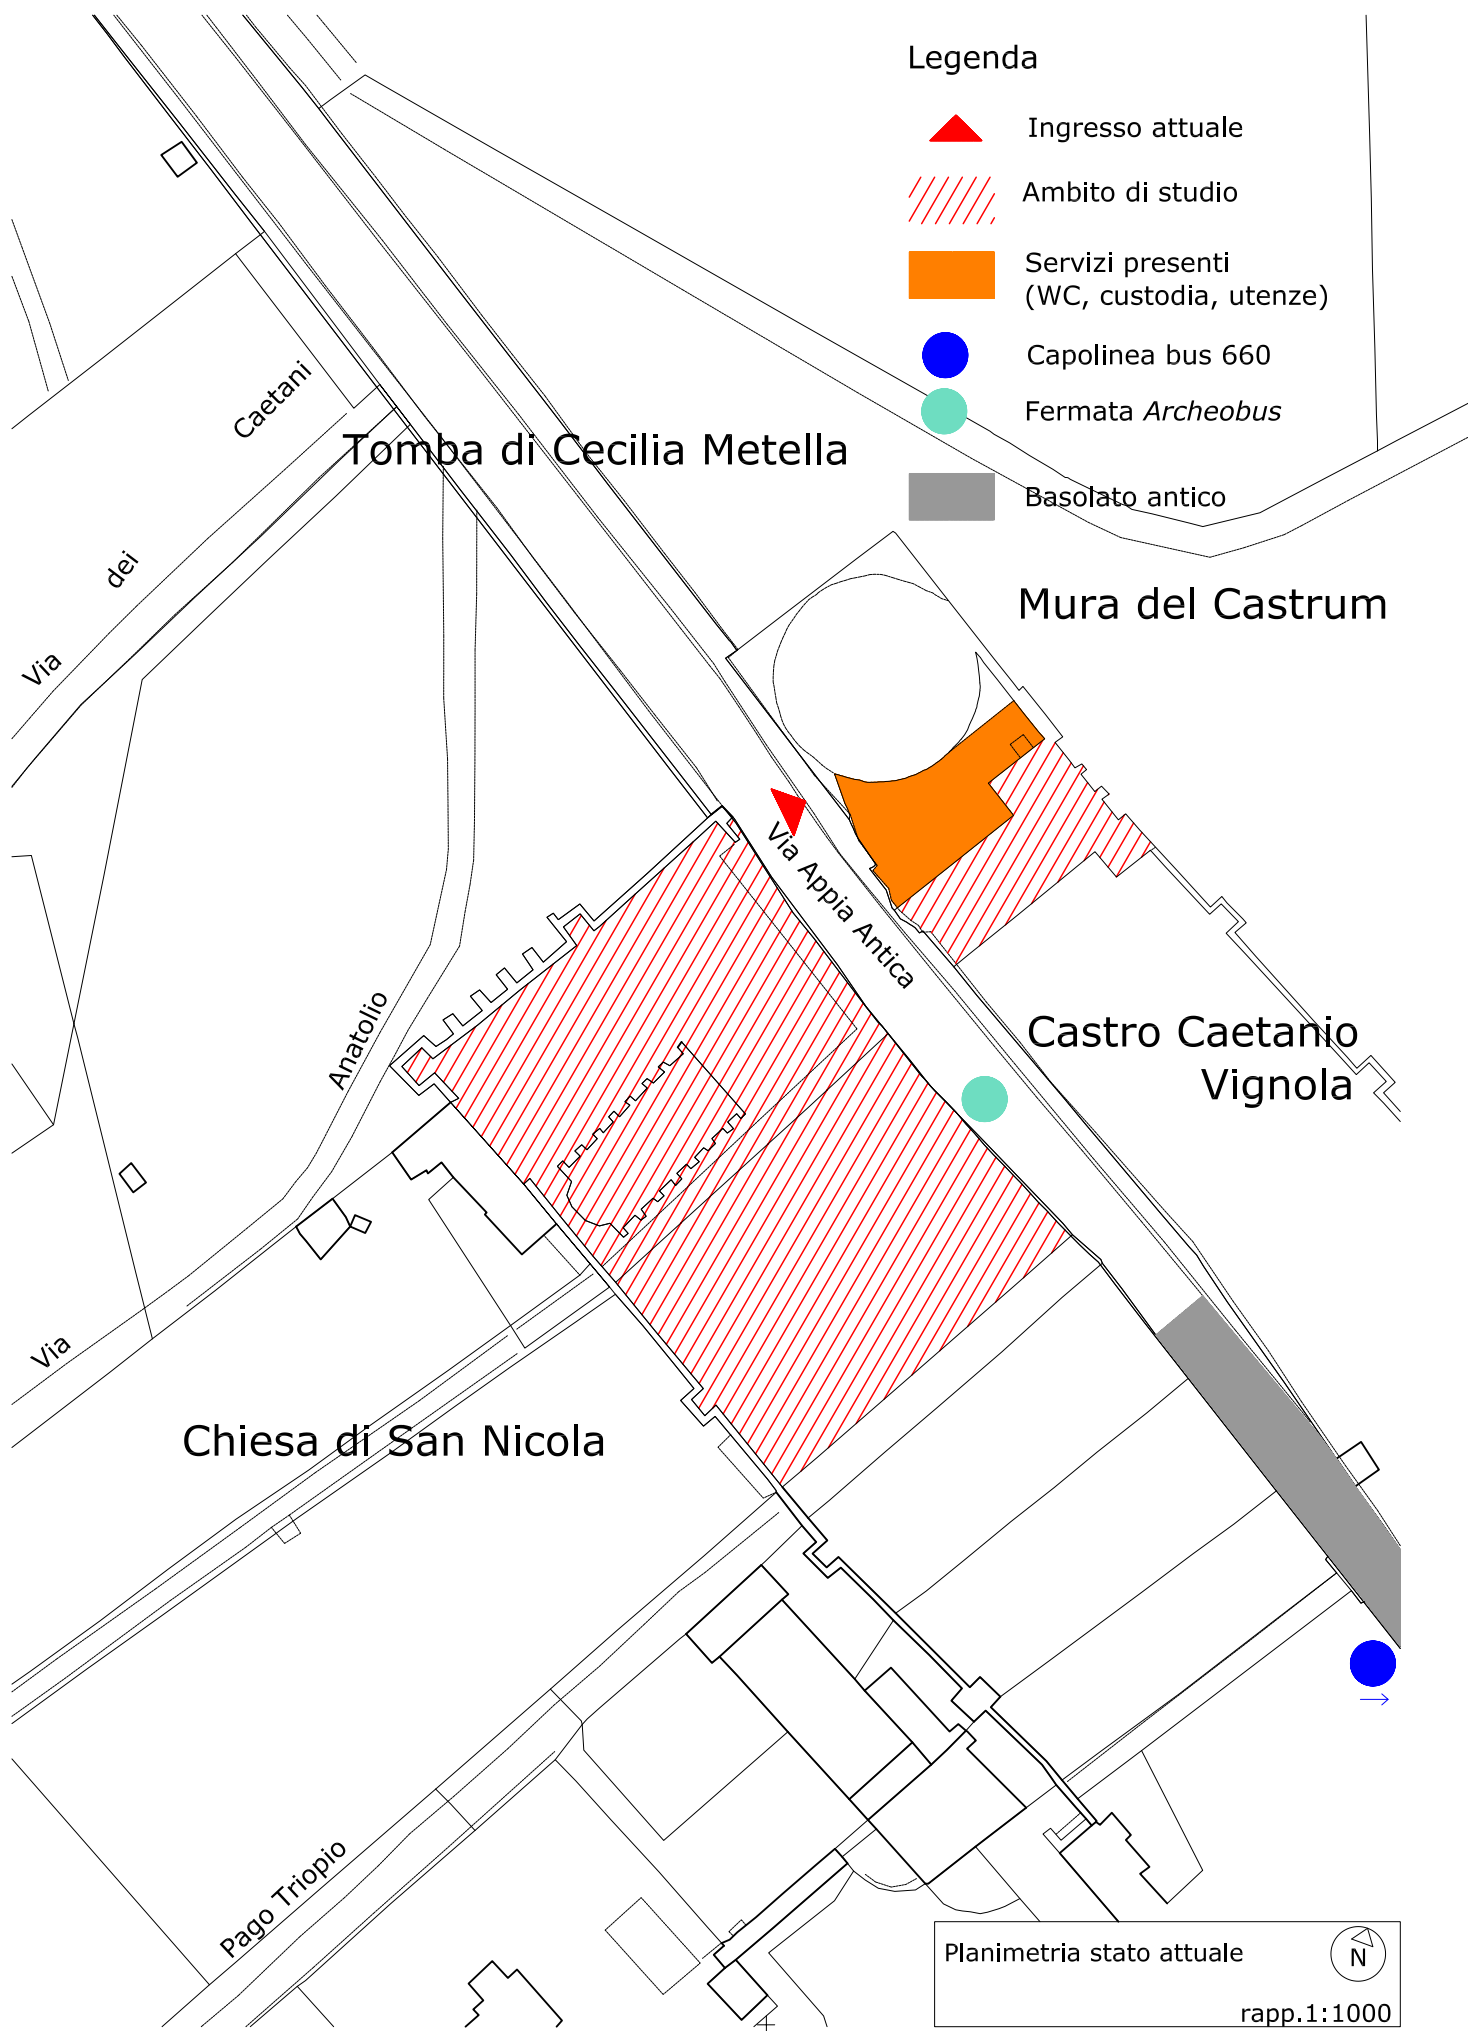 Legenda
Ingresso attuale
Ambito di studio
Servizi presenti
(WC, custodia, utenze)
Capolinea bus 660
Fermata Archeobus
Basolato antico
Tomba di Cecilia Metella
Mura del Castrum
Via dei Caetani
Via Appia Antica
Castro Caetanio
Vignola
Via Anatolio
Chiesa di San Nicola
Pago Triopio
Planimetria stato attuale
N
rapp.1:1000